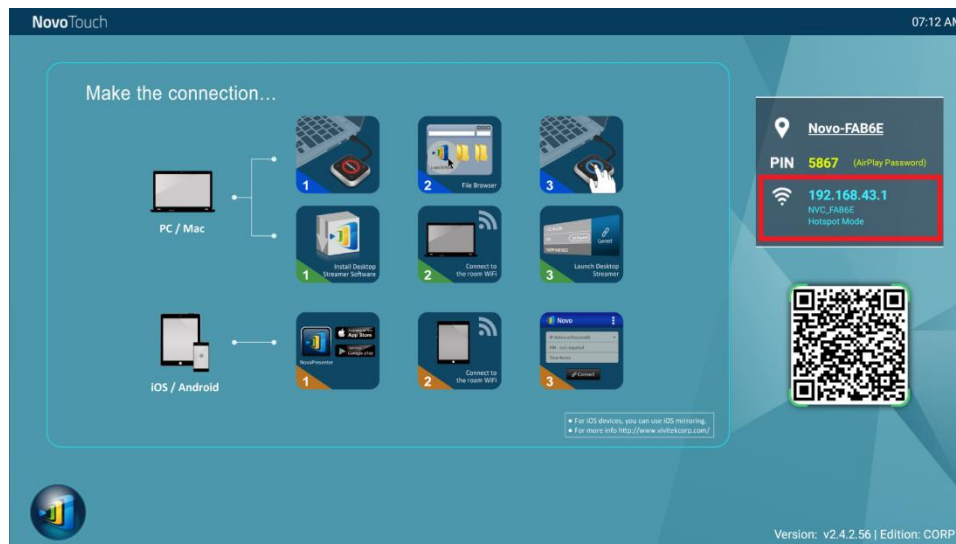 NovoTouch
07:12 AM
Make the connection...
Novo-FAB6E
PIN 5867 (AirPlay Password)
192.168.43.1
NVC_FAB6E
Hotspot Mode
PC / Mac
1
2 File Browser
3
1 Install Desktop
Streamer Software
2 Connect to
the room WiFi
3 Launch Desktop
Streamer
Connect
iOS / Android
NovoPresenter
App Store
Google play
1
2 Connect to
the room WiFi
Novo
Connect
3
For iOS devices, you can use iOS mirroring.
For more info http://www.vivitekcorp.com/
Version: v2.4.2.56 | Edition: CORP